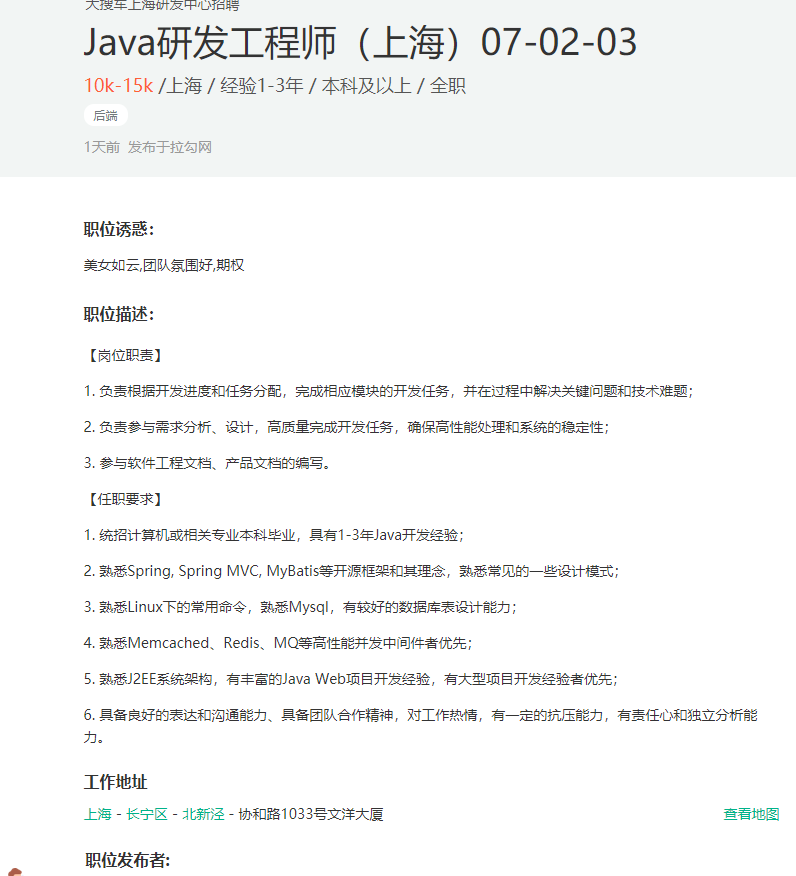 大搜车上海研发中心招聘
Java研发工程师（上海）07-02-03
10k-15k /上海 / 经验1-3年 / 本科及以上 / 全职
后端
1天前 发布于拉勾网
职位诱惑：
美女如云,团队氛围好,期权
职位描述：
【岗位职责】
1. 负责根据开发进度和任务分配，完成相应模块的开发任务，并在过程中解决关键问题和技术难题；
2. 负责参与需求分析、设计，高质量完成开发任务，确保高性能处理和系统的稳定性；
3. 参与软件工程文档、产品文档的编写。
【任职要求】
1. 统招计算机或相关专业本科毕业，具有1-3年Java开发经验；
2. 熟悉Spring, Spring MVC, MyBatis等开源框架和其理念，熟悉常见的一些设计模式；
3. 熟悉Linux下的常用命令，熟悉Mysql，有较好的数据库表设计能力；
4. 熟悉Memcached、Redis、MQ等高性能并发中间件者优先；
5. 熟悉J2EE系统架构，有丰富的Java Web项目开发经验，有大型项目开发经验者优先；
6. 具备良好的表达和沟通能力、具备团队合作精神，对工作热情，有一定的抗压能力，有责任心和独立分析能
力。
工作地址
上海 - 长宁区 - 北新泾 - 协和路1033号文洋大厦 查看地图
职位发布者: